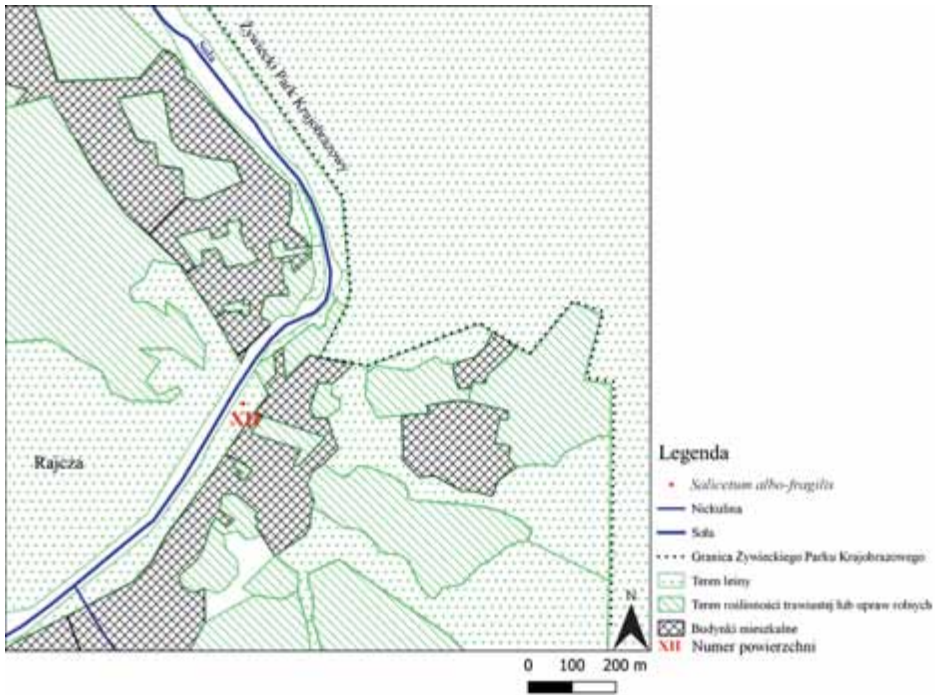 Soła
Żywiecki Park Krajobrazowy
XII
Rajcza
Legenda
Salicetum albo-fragilis
Nickulina
Soła
Granica Żywieckiego Parku Krajobrazowego
Teren leśny
Teren roślinności trawiastej lub upraw rolnych
Budynki mieszkalne
XII Numer powierzchni
N
0 100 200 m